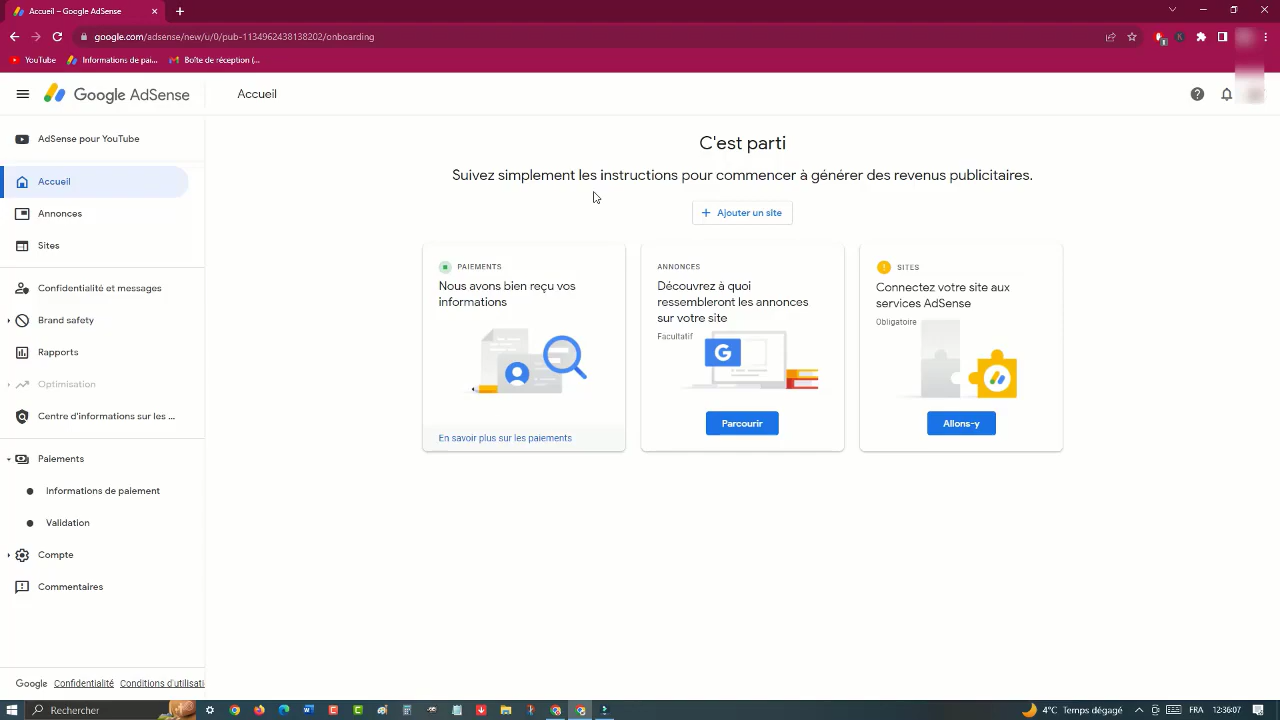 Accueil – Google AdSense
google.com/adsense/new/u/0/pub-1134962438138202/onboarding
YouTube
Informations de pai...
Boîte de réception (...
Google AdSense
Accueil
AdSense pour YouTube
Accueil
Annonces
Sites
Confidentialité et messages
Brand safety
Rapports
Optimisation
Centre d'informations sur les ...
Paiements
Informations de paiement
Validation
Compte
Commentaires
Google Confidentialité Conditions d'utilisati
C'est parti
Suivez simplement les instructions pour commencer à générer des revenus publicitaires.
+ Ajouter un site
PAIEMENTS
Nous avons bien reçu vos
informations
En savoir plus sur les paiements
ANNONCES
Découvrez à quoi
ressembleront les annonces
sur votre site
Facultatif
G
Parcourir
SITES
Connectez votre site aux
services AdSense
Obligatoire
Allons-y
Rechercher
4°C Temps dégagé
FRA
12:36:07